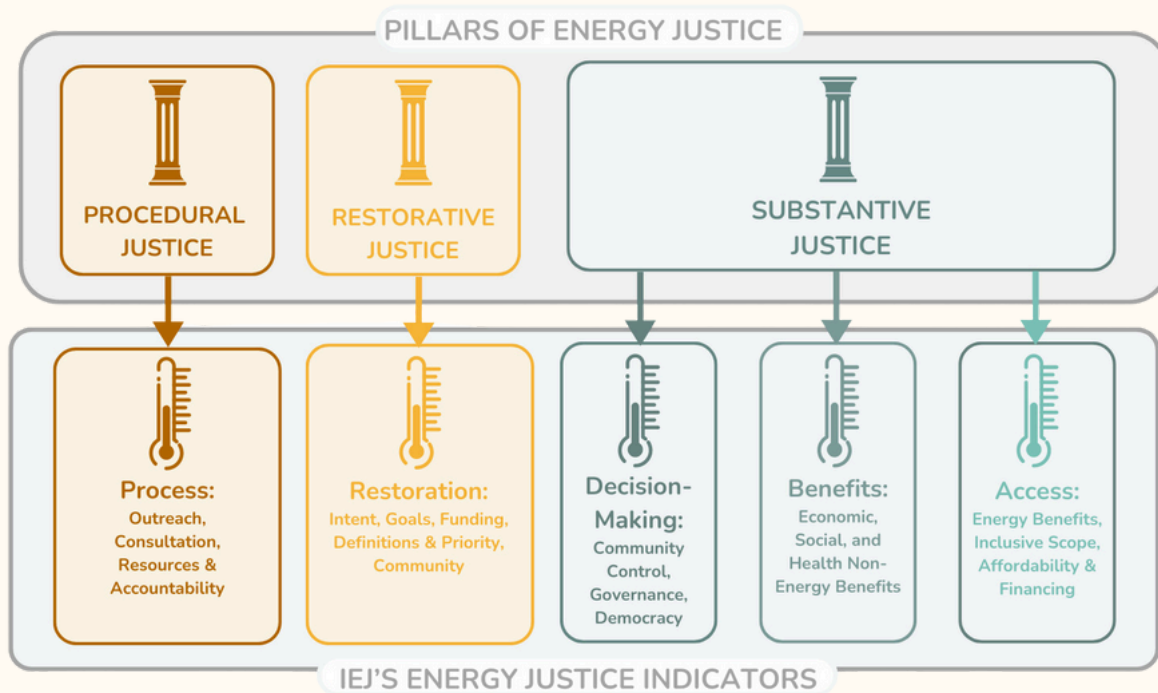 PILLARS OF ENERGY JUSTICE
PROCEDURAL
JUSTICE
RESTORATIVE
JUSTICE
SUBSTANTIVE
JUSTICE
Process:
Outreach,
Consultation,
Resources &
Accountability
Restoration:
Intent, Goals, Funding,
Definitions & Priority,
Community
Decision-
Making:
Community
Control,
Governance,
Democracy
Benefits:
Economic,
Social, and
Health Non-
Energy Benefits
Access:
Energy Benefits,
Inclusive Scope,
Affordability &
Financing
IEJ'S ENERGY JUSTICE INDICATORS